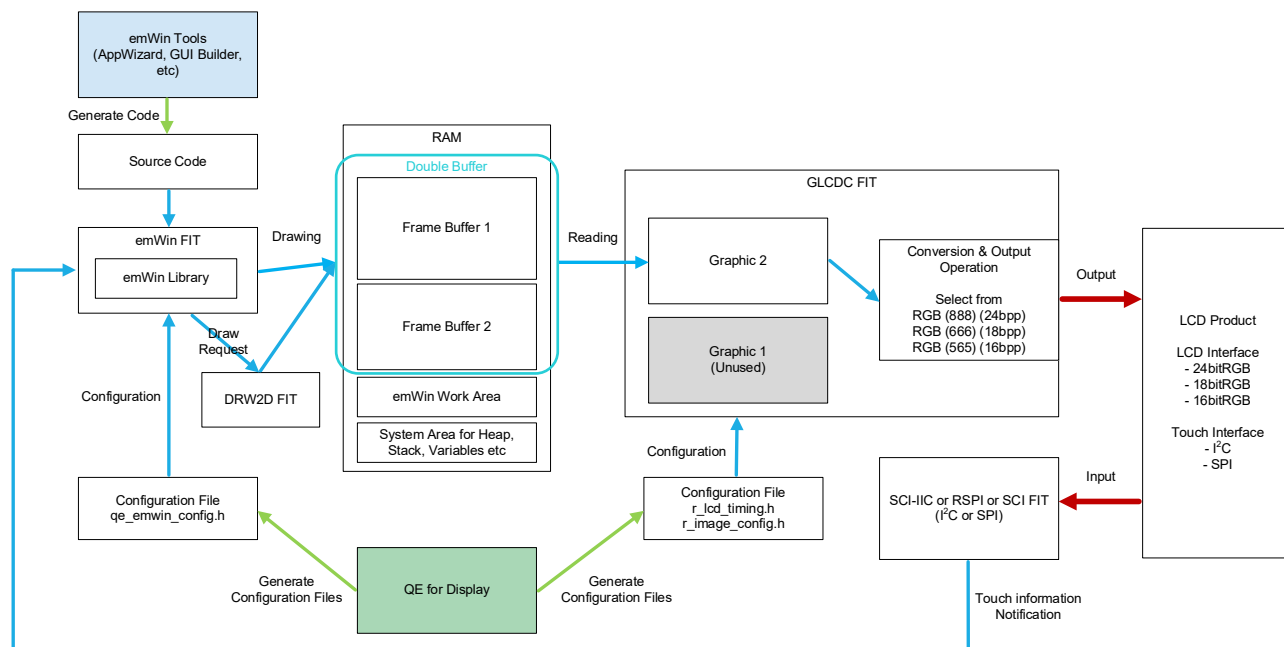 emWin Tools
(AppWizard, GUI Builder,
etc)
Generate Code
Source Code
emWin FIT
emWin Library
Drawing
Draw
Request
DRW2D FIT
Configuration
Configuration File
qe_emwin_config.h
RAM
Double Buffer
Frame Buffer 1
Frame Buffer 2
emWin Work Area
System Area for Heap,
Stack, Variables etc
Reading
GLCDC FIT
Graphic 2
Graphic 1
(Unused)
Conversion & Output
Operation
Select from
RGB (888) (24bpp)
RGB (666) (18bpp)
RGB (565) (16bpp)
Output
LCD Product
LCD Interface
- 24bitRGB
- 18bitRGB
- 16bitRGB
Touch Interface
- I²C
- SPI
Input
Configuration
Configuration File
r_lcd_timing.h
r_image_config.h
SCI-IIC or RSPI or SCI FIT
(I²C or SPI)
Generate
Configuration Files
QE for Display
Generate
Configuration Files
Touch information
Notification